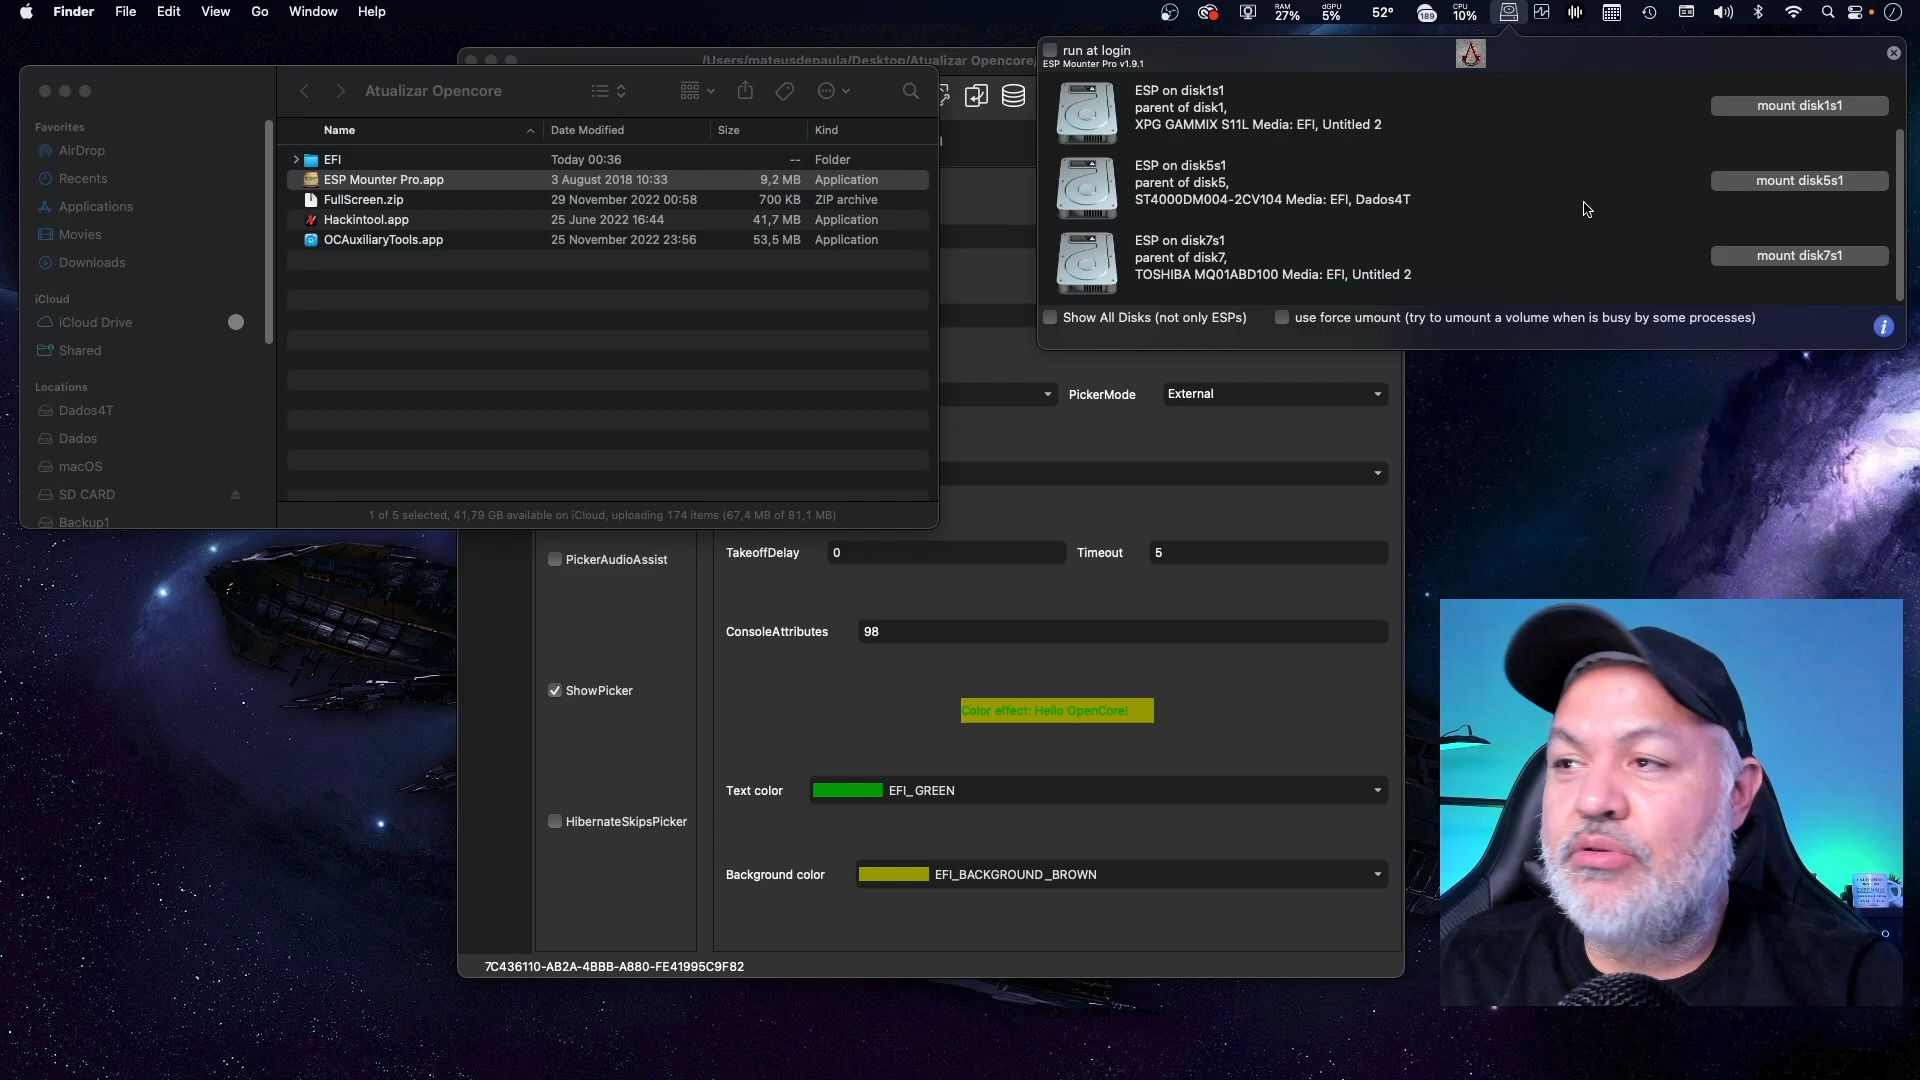 Finder File Edit View Go Window Help
RAM 27% dGPU 5% 52° 189 CPU 10%
/Users/mateusdepaula/Desktop/Atualizar Opencore/
Atualizar Opencore
Favorites
AirDrop
Recents
Applications
Movies
Downloads
iCloud
iCloud Drive
Shared
Locations
Dados4T
Dados
macOS
SD CARD
Backup1
Name Date Modified Size Kind
EFI Today 00:36 -- Folder
ESP Mounter Pro.app 3 August 2018 10:33 9,2 MB Application
FullScreen.zip 29 November 2022 00:58 700 KB ZIP archive
Hackintool.app 25 June 2022 16:44 41,7 MB Application
OCAuxiliaryTools.app 25 November 2022 23:56 53,5 MB Application
1 of 5 selected, 41,79 GB available on iCloud, uploading 174 items (67,4 MB of 81,1 MB)
run at login
ESP Mounter Pro v1.9.1
ESP on disk1s1
parent of disk1,
XPG GAMMIX S11L Media: EFI, Untitled 2
mount disk1s1
ESP on disk5s1
parent of disk5,
ST4000DM004-2CV104 Media: EFI, Dados4T
mount disk5s1
ESP on disk7s1
parent of disk7,
TOSHIBA MQ01ABD100 Media: EFI, Untitled 2
mount disk7s1
Show All Disks (not only ESPs) use force umount (try to umount a volume when is busy by some processes)
PickerMode External
PickerAudioAssist
TakeoffDelay 0 Timeout 5
ConsoleAttributes 98
ShowPicker
Color effect: Hello OpenCore!
Text color EFI_GREEN
HibernateSkipsPicker
Background color EFI_BACKGROUND_BROWN
7C436110-AB2A-4BBB-A880-FE41995C9F82